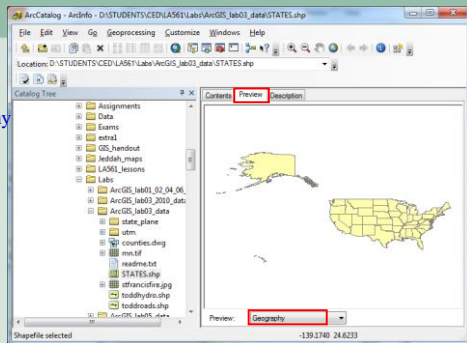 ArcCatalog - ArcInfo - D:\STUDENTS\CED\LA561\Labs\ArcGIS_lab03_data\STATES.shp
File Edit View Go Geoprocessing Customize Windows Help
Location: D:\STUDENTS\CED\LA561\Labs\ArcGIS_lab03_data\STATES.shp
Catalog Tree
Contents Preview Description
Assignments
Data
Exams
extra1
GIS_handout
Jeddah_maps
LA561_lessons
Labs
ArcGIS_lab01_02_04_06_
ArcGIS_lab03_2010_data
ArcGIS_lab03_data
state_plane
utm
counties.dwg
mn.tif
readme.txt
STATES.shp
stfrancisfire.jpg
toddhydro.shp
toddroads.shp
ArcGIS_lab05_data
Preview: Geography
Shapefile selected
-139.1740 24.6233